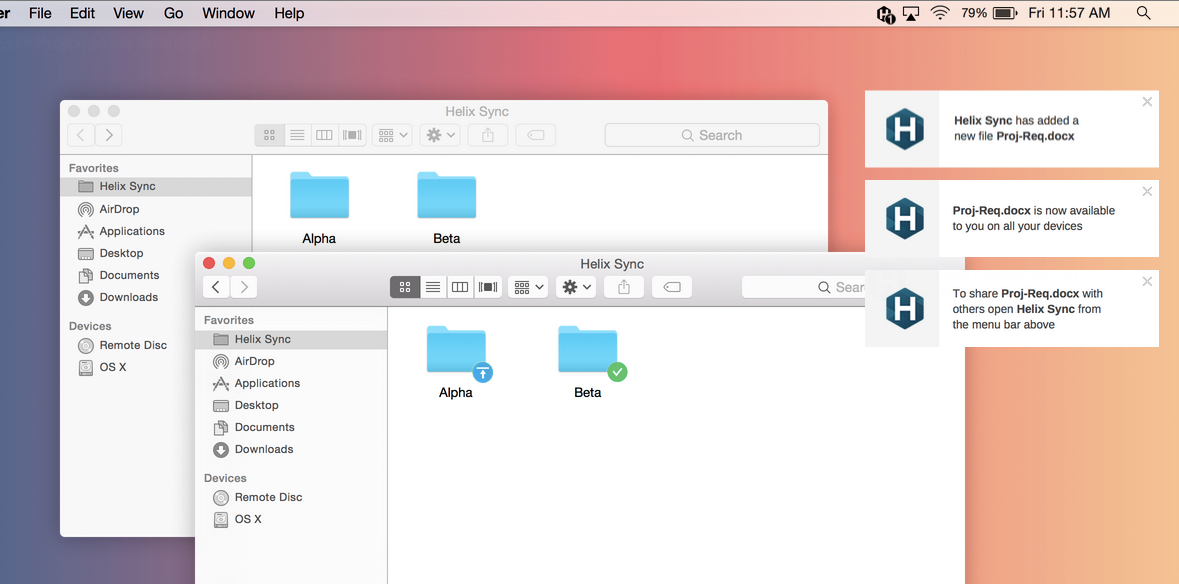 er File Edit View Go Window Help
1 79% Fri 11:57 AM
Helix Sync
Search
Favorites
Helix Sync
AirDrop
Applications
Desktop
Documents
Downloads
Devices
Remote Disc
OS X
Alpha Beta
Helix Sync
Sear
Favorites
Helix Sync
AirDrop
Applications
Desktop
Documents
Downloads
Devices
Remote Disc
OS X
Alpha Beta
H
Helix Sync has added a
new file Proj-Req.docx
H
Proj-Req.docx is now available
to you on all your devices
H
To share Proj-Req.docx with
others open Helix Sync from
the menu bar above